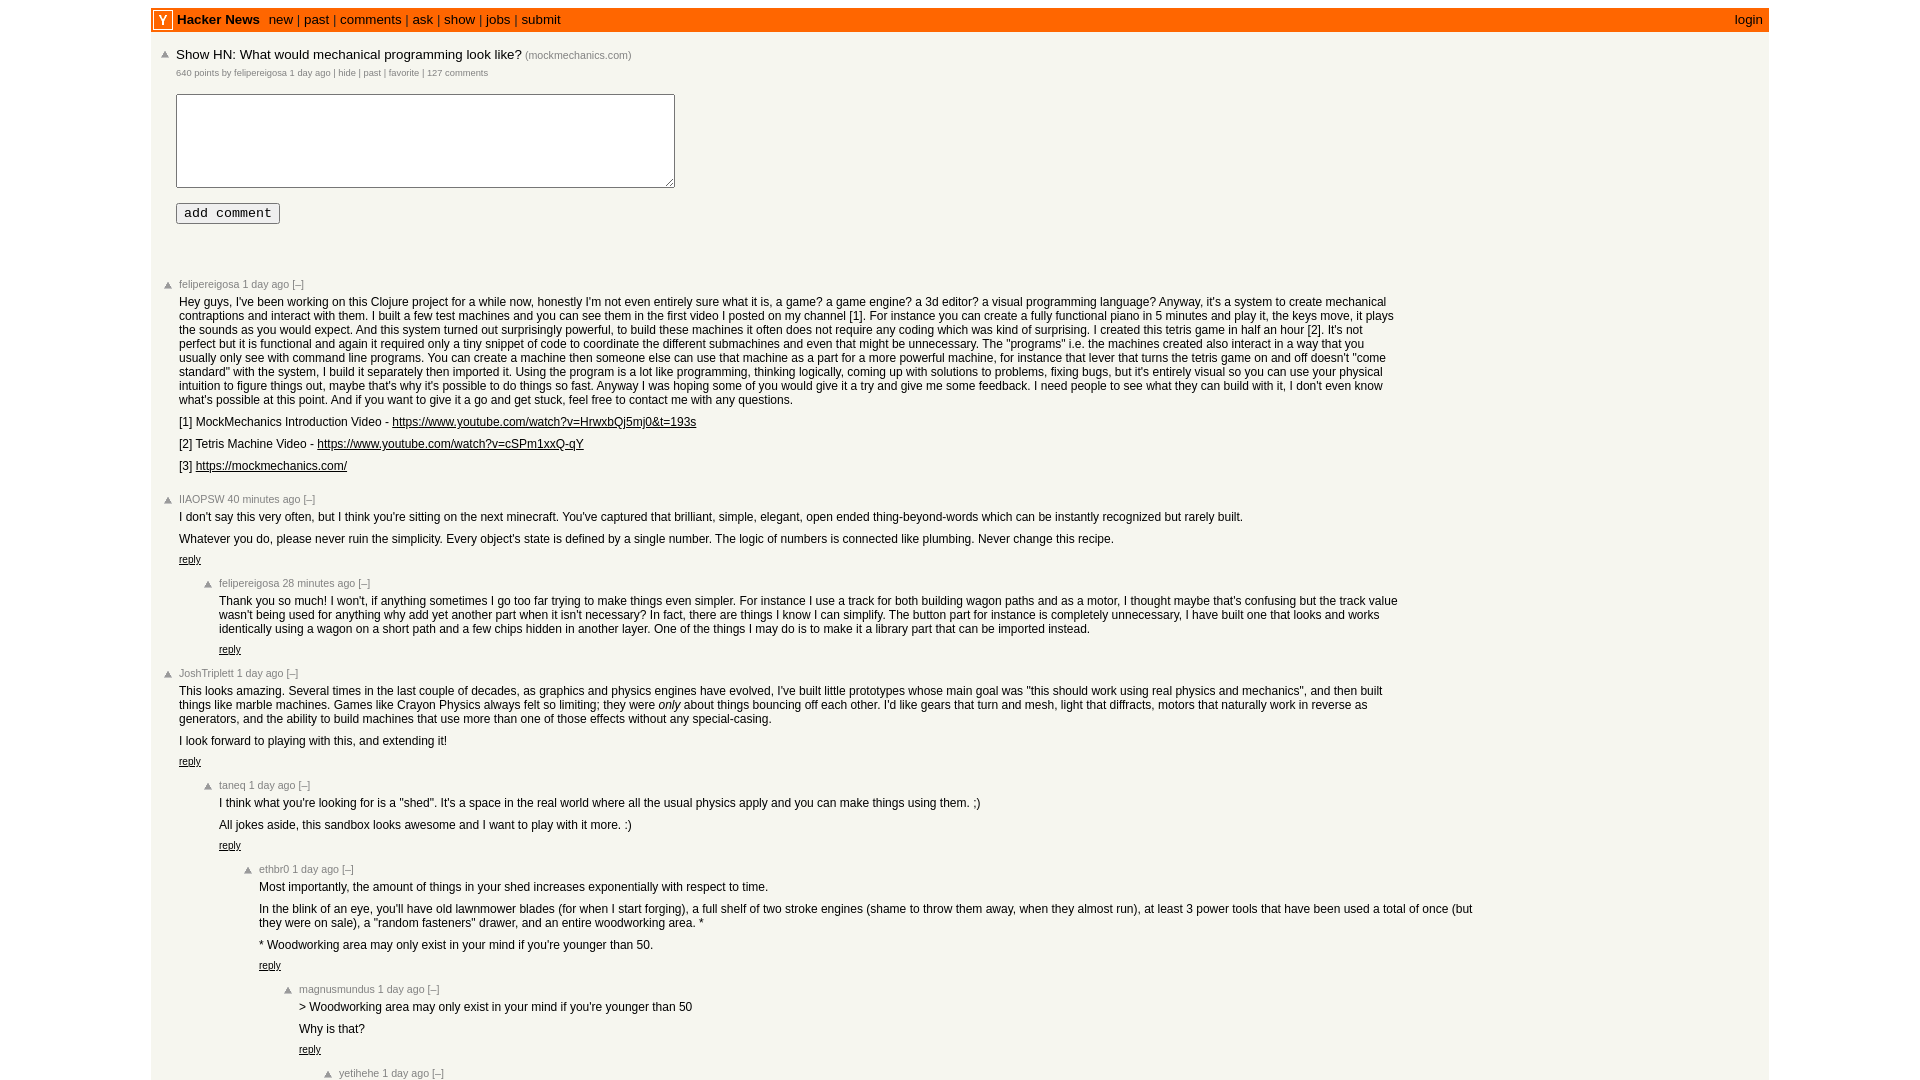 Y Hacker News new | past | comments | ask | show | jobs | submit login
Show HN: What would mechanical programming look like? (mockmechanics.com)
640 points by felipereigosa 1 day ago | hide | past | favorite | 127 comments
add comment
felipereigosa 1 day ago [–]
Hey guys, I've been working on this Clojure project for a while now, honestly I'm not even entirely sure what it is, a game? a game engine? a 3d editor? a visual programming language? Anyway, it's a system to create mechanical
contraptions and interact with them. I built a few test machines and you can see them in the first video I posted on my channel [1]. For instance you can create a fully functional piano in 5 minutes and play it, the keys move, it plays
the sounds as you would expect. And this system turned out surprisingly powerful, to build these machines it often does not require any coding which was kind of surprising. I created this tetris game in half an hour [2]. It's not
perfect but it is functional and again it required only a tiny snippet of code to coordinate the different submachines and even that might be unnecessary. The "programs" i.e. the machines created also interact in a way that you
usually only see with command line programs. You can create a machine then someone else can use that machine as a part for a more powerful machine, for instance that lever that turns the tetris game on and off doesn't "come
standard" with the system, I build it separately then imported it. Using the program is a lot like programming, thinking logically, coming up with solutions to problems, fixing bugs, but it's entirely visual so you can use your physical
intuition to figure things out, maybe that's why it's possible to do things so fast. Anyway I was hoping some of you would give it a try and give me some feedback. I need people to see what they can build with it, I don't even know
what's possible at this point. And if you want to give it a go and get stuck, feel free to contact me with any questions.
[1] MockMechanics Introduction Video - https://www.youtube.com/watch?v=HrwxbQj5mj0&t=193s
[2] Tetris Machine Video - https://www.youtube.com/watch?v=cSPm1xxQ-qY
[3] https://mockmechanics.com/
IIAOPSW 40 minutes ago [–]
I don't say this very often, but I think you're sitting on the next minecraft. You've captured that brilliant, simple, elegant, open ended thing-beyond-words which can be instantly recognized but rarely built.
Whatever you do, please never ruin the simplicity. Every object's state is defined by a single number. The logic of numbers is connected like plumbing. Never change this recipe.
reply
felipereigosa 28 minutes ago [–]
Thank you so much! I won't, if anything sometimes I go too far trying to make things even simpler. For instance I use a track for both building wagon paths and as a motor, I thought maybe that's confusing but the track value
wasn't being used for anything why add yet another part when it isn't necessary? In fact, there are things I know I can simplify. The button part for instance is completely unnecessary, I have built one that looks and works
identically using a wagon on a short path and a few chips hidden in another layer. One of the things I may do is to make it a library part that can be imported instead.
reply
JoshTriplett 1 day ago [–]
This looks amazing. Several times in the last couple of decades, as graphics and physics engines have evolved, I've built little prototypes whose main goal was "this should work using real physics and mechanics", and then built
things like marble machines. Games like Crayon Physics always felt so limiting; they were only about things bouncing off each other. I'd like gears that turn and mesh, light that diffracts, motors that naturally work in reverse as
generators, and the ability to build machines that use more than one of those effects without any special-casing.
I look forward to playing with this, and extending it!
reply
taneq 1 day ago [–]
I think what you're looking for is a "shed". It's a space in the real world where all the usual physics apply and you can make things using them. ;)
All jokes aside, this sandbox looks awesome and I want to play with it more. :)
reply
ethbr0 1 day ago [–]
Most importantly, the amount of things in your shed increases exponentially with respect to time.
In the blink of an eye, you'll have old lawnmower blades (for when I start forging), a full shelf of two stroke engines (shame to throw them away, when they almost run), at least 3 power tools that have been used a total of once (but
they were on sale), a "random fasteners" drawer, and an entire woodworking area. *
* Woodworking area may only exist in your mind if you're younger than 50.
reply
magnusmundus 1 day ago [–]
> Woodworking area may only exist in your mind if you're younger than 50
Why is that?
reply
yetihehe 1 day ago [–]